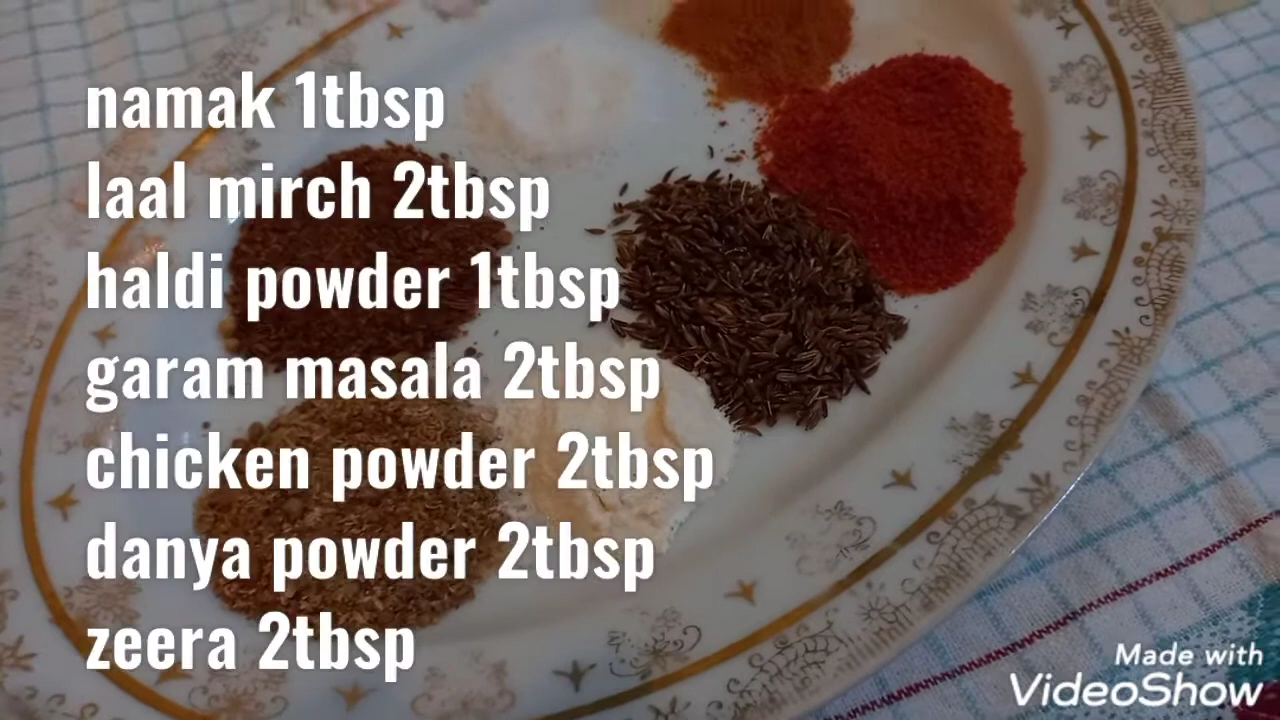 namak 1tbsp
laal mirch 2tbsp
haldi powder 1tbsp
garam masala 2tbsp
chicken powder 2tbsp
danya powder 2tbsp
zeera 2tbsp
Made with
VideoShow